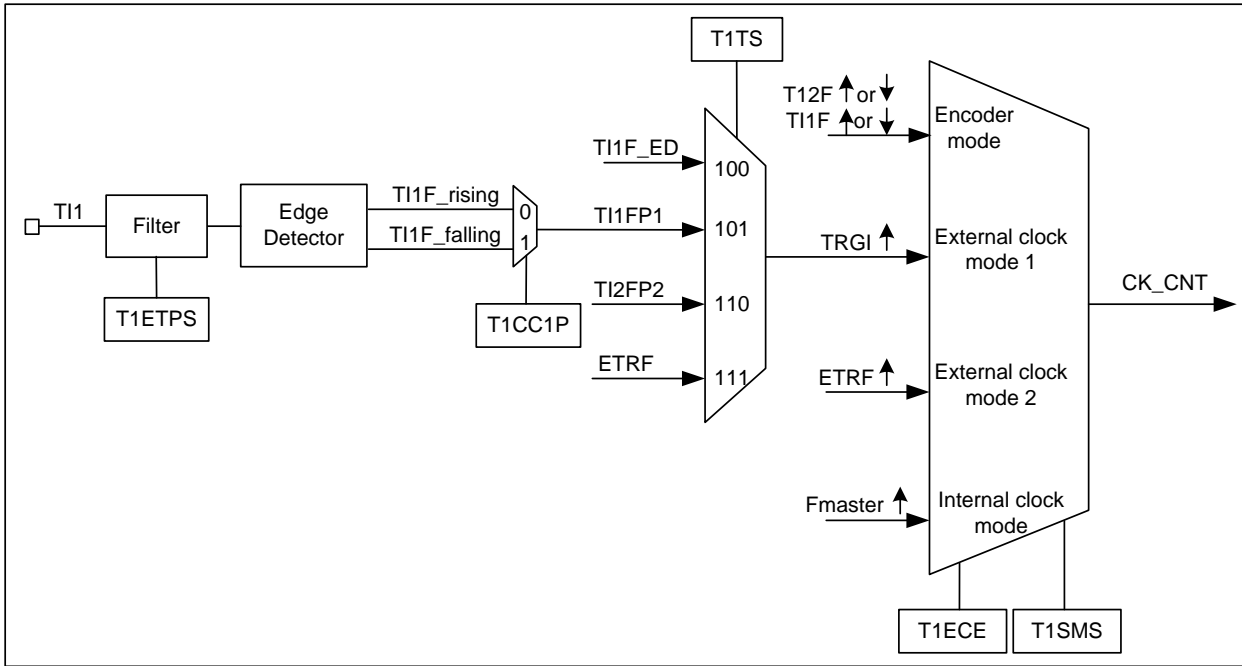 T1TS
T12F ↑ or ↓
TI1F ↑ or ↓
Encoder
mode
TI1F_ED
100
TI1
Filter
Edge
Detector
TI1F_rising
TI1F_falling
0
1
TI1FP1
101
TRGI ↑
External clock
mode 1
CK_CNT
T1ETPS
T1CC1P
TI2FP2
110
ETRF
111
ETRF ↑
External clock
mode 2
Fmaster ↑
Internal clock
mode
T1ECE
T1SMS